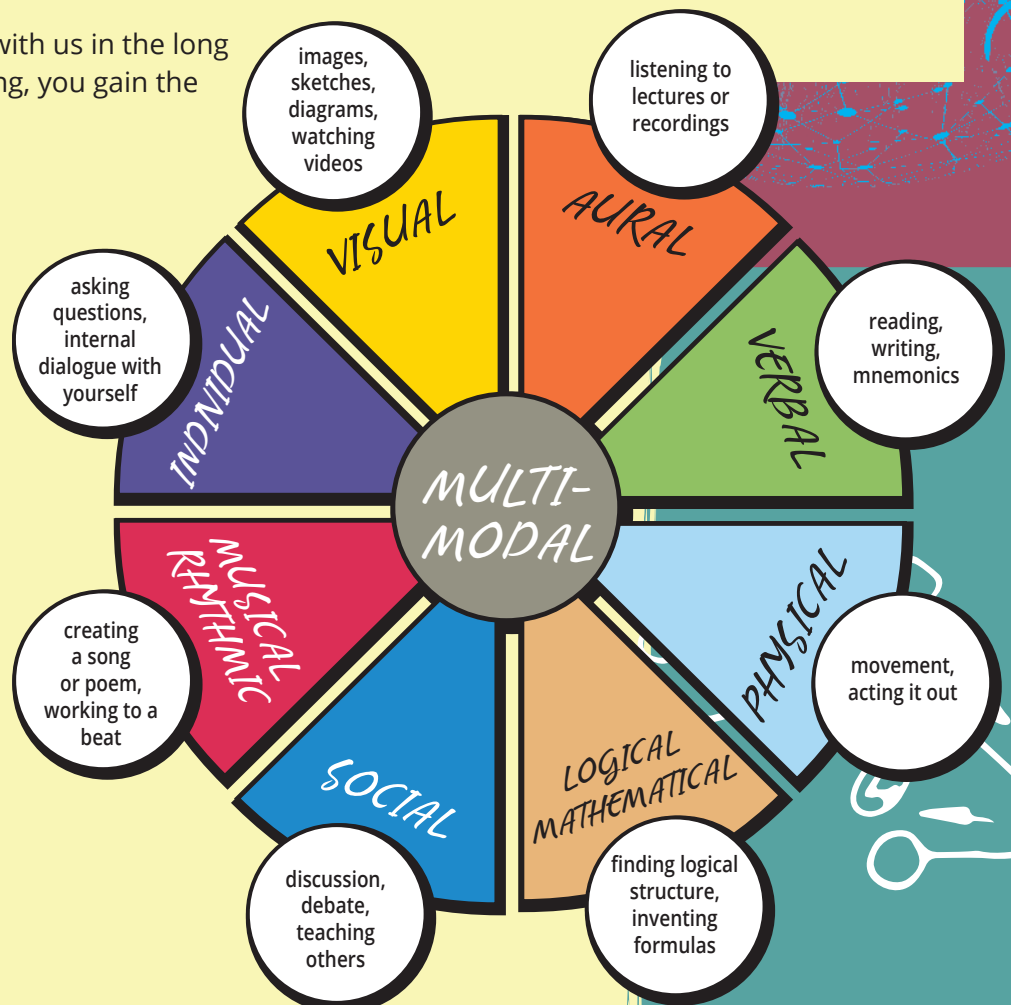 with us in the long
ng, you gain the
images,
sketches,
diagrams,
watching
videos
VISUAL
listening to
lectures or
recordings
AURAL
reading,
writing,
mnemonics
VERBAL
movement,
acting it out
PHYSICAL
finding logical
structure,
inventing
formulas
LOGICAL
MATHEMATICAL
discussion,
debate,
teaching
others
SOCIAL
creating
a song
or poem,
working to a
beat
MUSICAL
RHYTHMIC
asking
questions,
internal
dialogue with
yourself
INDIVIDUAL
MULTI-
MODAL